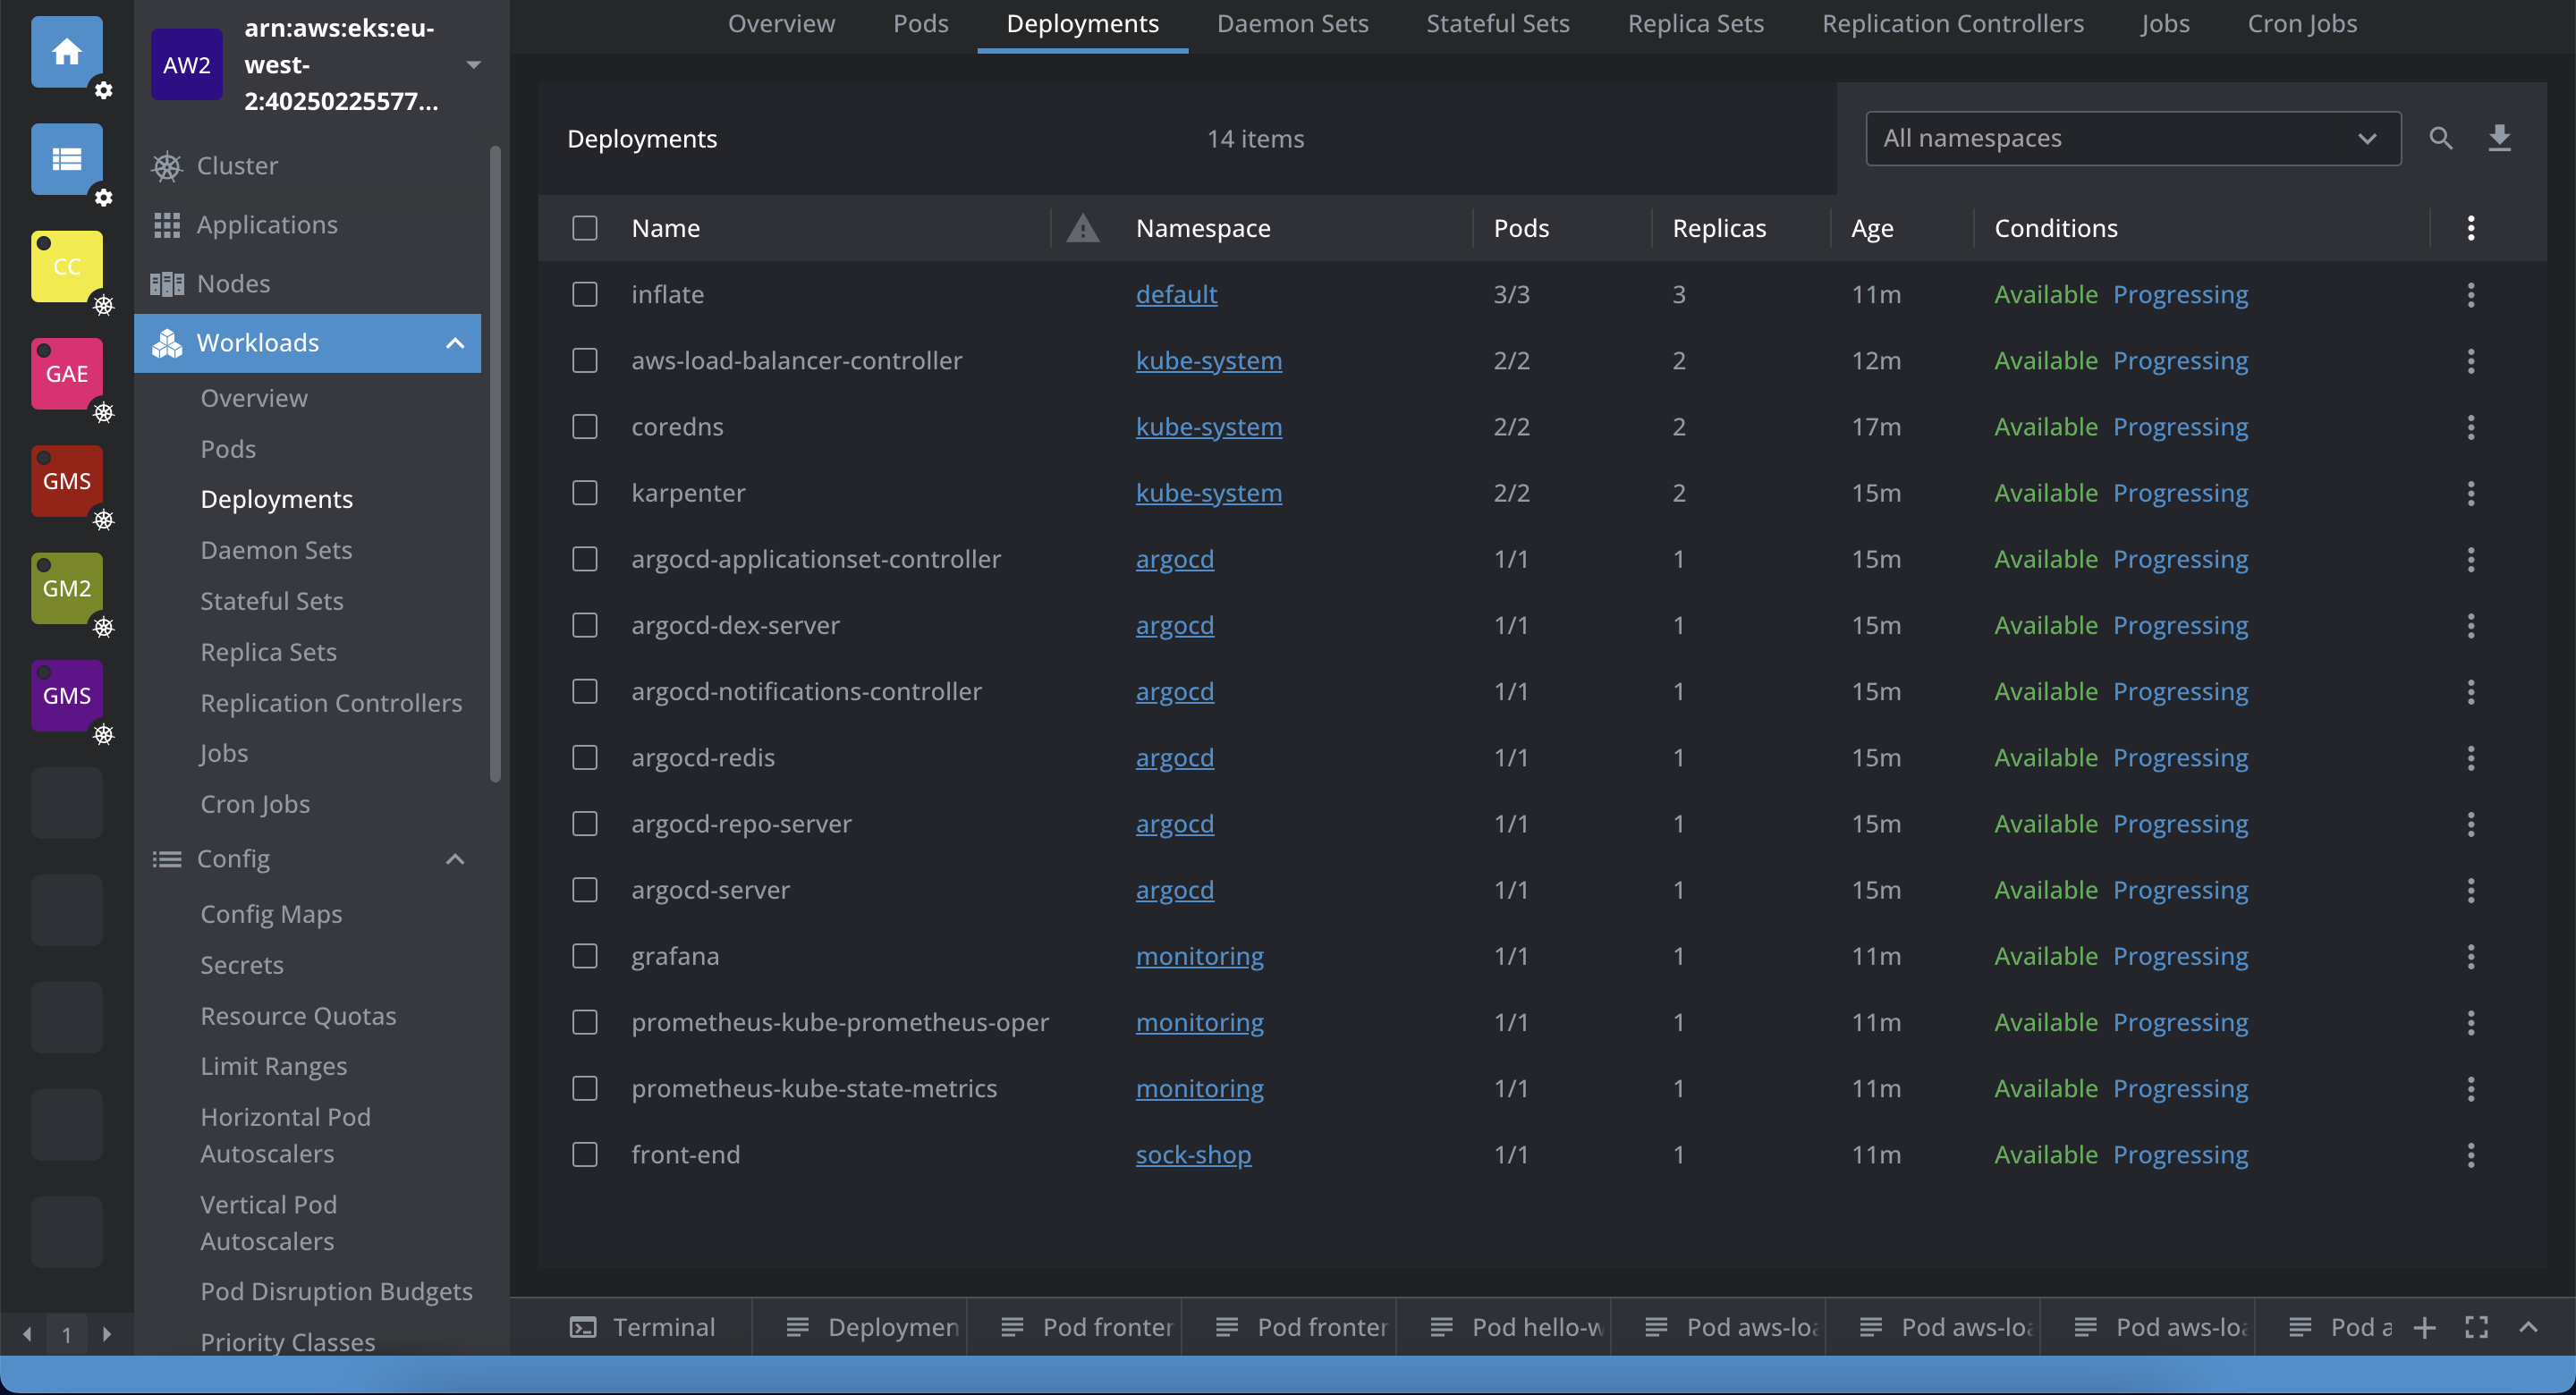 AW2
arn:aws:eks:eu-
west-
2:40250225577...
CC
GAE
GMS
GM2
GMS
1
Cluster
Applications
Nodes
Workloads
Overview
Pods
Deployments
Daemon Sets
Stateful Sets
Replica Sets
Replication Controllers
Jobs
Cron Jobs
Config
Config Maps
Secrets
Resource Quotas
Limit Ranges
Horizontal Pod
Autoscalers
Vertical Pod
Autoscalers
Pod Disruption Budgets
Priority Classes
Overview Pods Deployments Daemon Sets Stateful Sets Replica Sets Replication Controllers Jobs Cron Jobs
Deployments 14 items All namespaces
Name Namespace Pods Replicas Age Conditions
inflate default 3/3 3 11m Available Progressing
aws-load-balancer-controller kube-system 2/2 2 12m Available Progressing
coredns kube-system 2/2 2 17m Available Progressing
karpenter kube-system 2/2 2 15m Available Progressing
argocd-applicationset-controller argocd 1/1 1 15m Available Progressing
argocd-dex-server argocd 1/1 1 15m Available Progressing
argocd-notifications-controller argocd 1/1 1 15m Available Progressing
argocd-redis argocd 1/1 1 15m Available Progressing
argocd-repo-server argocd 1/1 1 15m Available Progressing
argocd-server argocd 1/1 1 15m Available Progressing
grafana monitoring 1/1 1 11m Available Progressing
prometheus-kube-prometheus-oper monitoring 1/1 1 11m Available Progressing
prometheus-kube-state-metrics monitoring 1/1 1 11m Available Progressing
front-end sock-shop 1/1 1 11m Available Progressing
Terminal Deploymen Pod fronter Pod fronter Pod hello-w Pod aws-loa Pod aws-loa Pod aws-loa Pod a